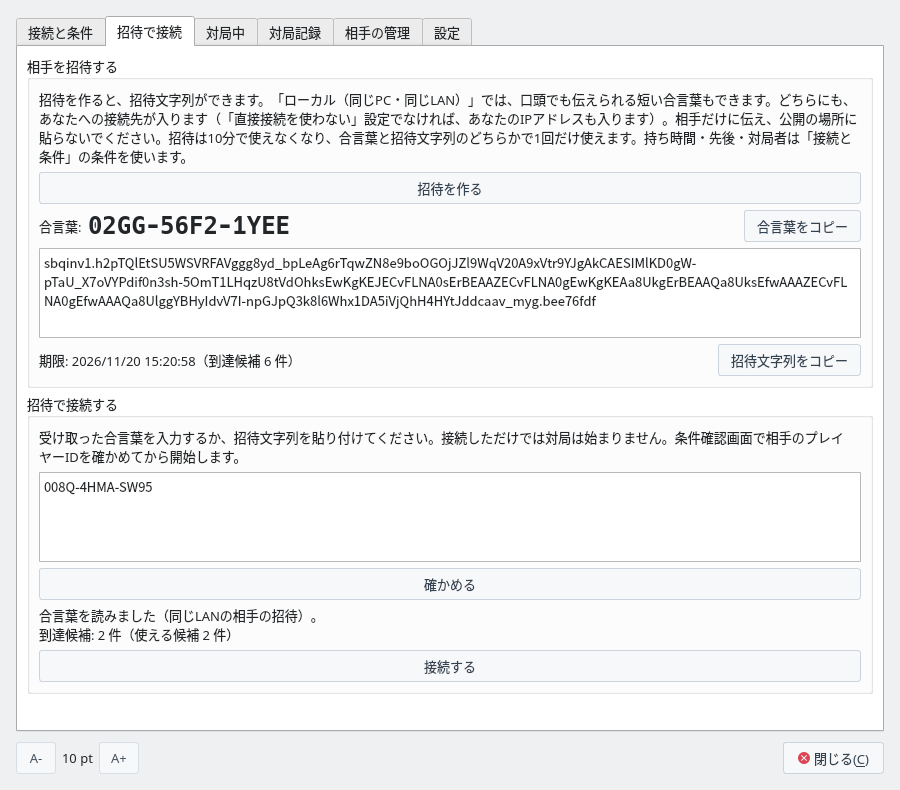 接続と条件 招待で接続 対局中 対局記録 相手の管理 設定
相手を招待する
招待を作ると、招待文字列ができます。「ローカル（同じPC・同じLAN）」では、口頭でも伝えられる短い合言葉もできます。どちらにも、
あなたへの接続先が入ります（「直接接続を使わない」設定でなければ、あなたのIPアドレスも入ります）。相手だけに伝え、公開の場所に
貼らないでください。招待は10分で使えなくなり、合言葉と招待文字列のどちらかで1回だけ使えます。持ち時間・先後・対局者は「接続と
条件」の条件を使います。
招待を作る
合言葉: 02GG-56F2-1YEE 合言葉をコピー
sbqinv1.h2pTQlEtSU5WSVRFAVggg8yd_bpLeAg6rTqwZN8e9boOGOjJZl9WqV20A9xVtr9YJgAkCAESIMlKD0gW-
pTaU_X7oVYPdif0n3sh-5OmT1LHqzU8tVdOhksEwKgKEJECvFLNA0sErBEAAZECvFLNA0gEwKgKEAa8UkgErBEAAQa8UksEfwAAAZECvFL
NA0gEfwAAAQa8UlggYBHyIdvV7I-npGJpQ3k8l6Whx1DA5iVjQhH4HYtJddcaav_myg.bee76fdf
期限: 2026/11/20 15:20:58（到達候補 6 件） 招待文字列をコピー
招待で接続する
受け取った合言葉を入力するか、招待文字列を貼り付けてください。接続しただけでは対局は始まりません。条件確認画面で相手のプレイ
ヤーIDを確かめてから開始します。
008Q-4HMA-SW95
確かめる
合言葉を読みました（同じLANの相手の招待）。
到達候補: 2 件（使える候補 2 件）
接続する
A- 10 pt A+ 閉じる(C)